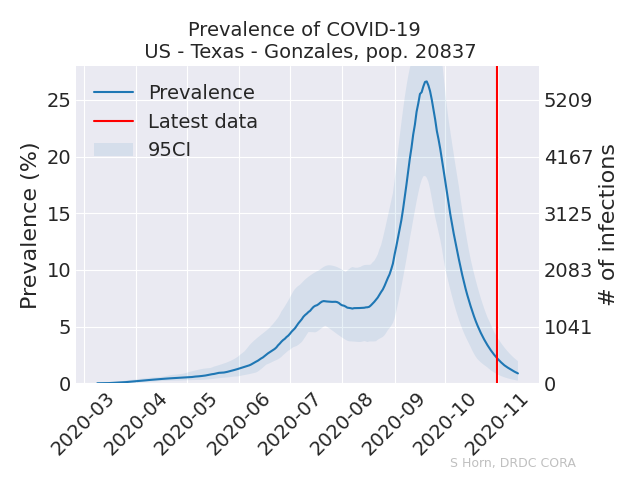 Prevalence of COVID-19
US - Texas - Gonzales, pop. 20837
Prevalence
Latest data
95CI
Prevalence (%)
25
20
15
10
5
0
5209
4167
3125
2083
1041
0
# of infections
2020-03
2020-04
2020-05
2020-06
2020-07
2020-08
2020-09
2020-10
2020-11
S Horn, DRDC CORA